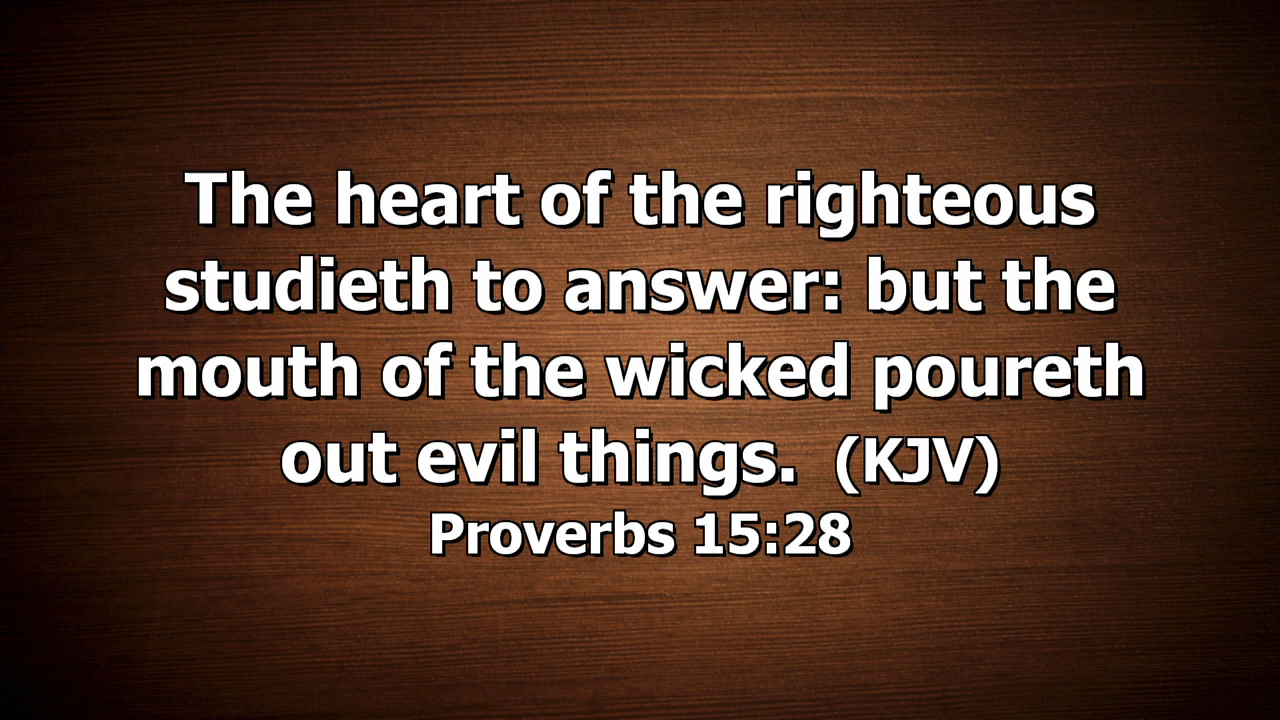 The heart of the righteous
studieth to answer: but the
mouth of the wicked poureth
out evil things.  (KJV)
Proverbs 15:28